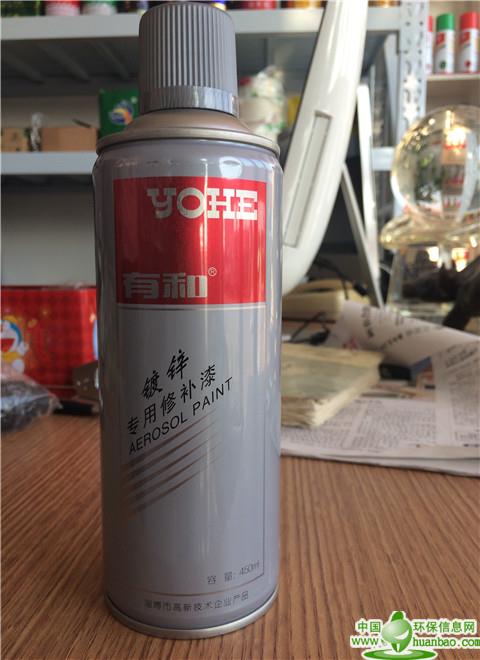 YOHE
有和®
镀锌
专用修补漆
AEROSOL PAINT
容量:450ml
淄博市高新技术企业产品
中国环保信息网
huanbao.com